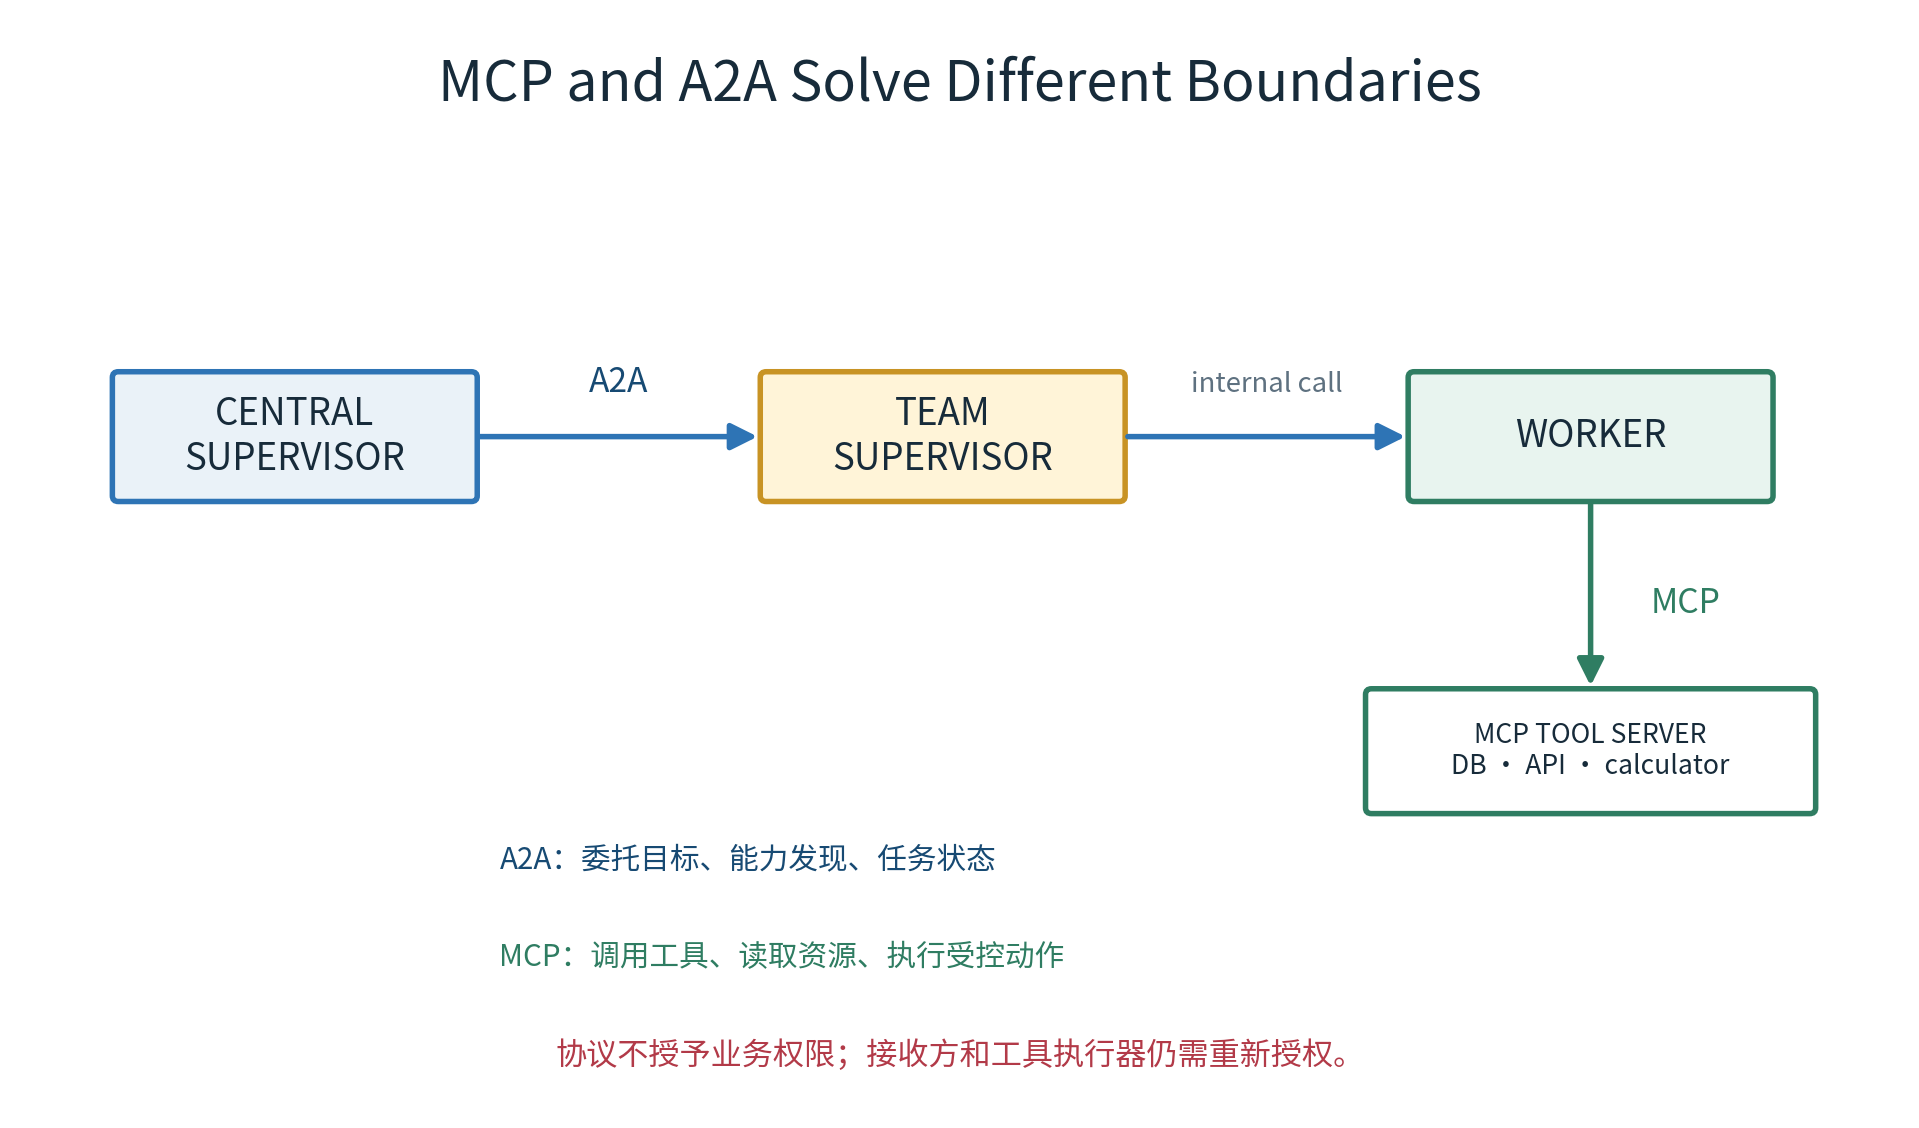 MCP and A2A Solve Different Boundaries
CENTRAL
SUPERVISOR
A2A
TEAM
SUPERVISOR
internal call
WORKER
MCP
MCP TOOL SERVER
DB • API • calculator
A2A：委托目标、能力发现、任务状态
MCP：调用工具、读取资源、执行受控动作
协议不授予业务权限；接收方和工具执行器仍需重新授权。